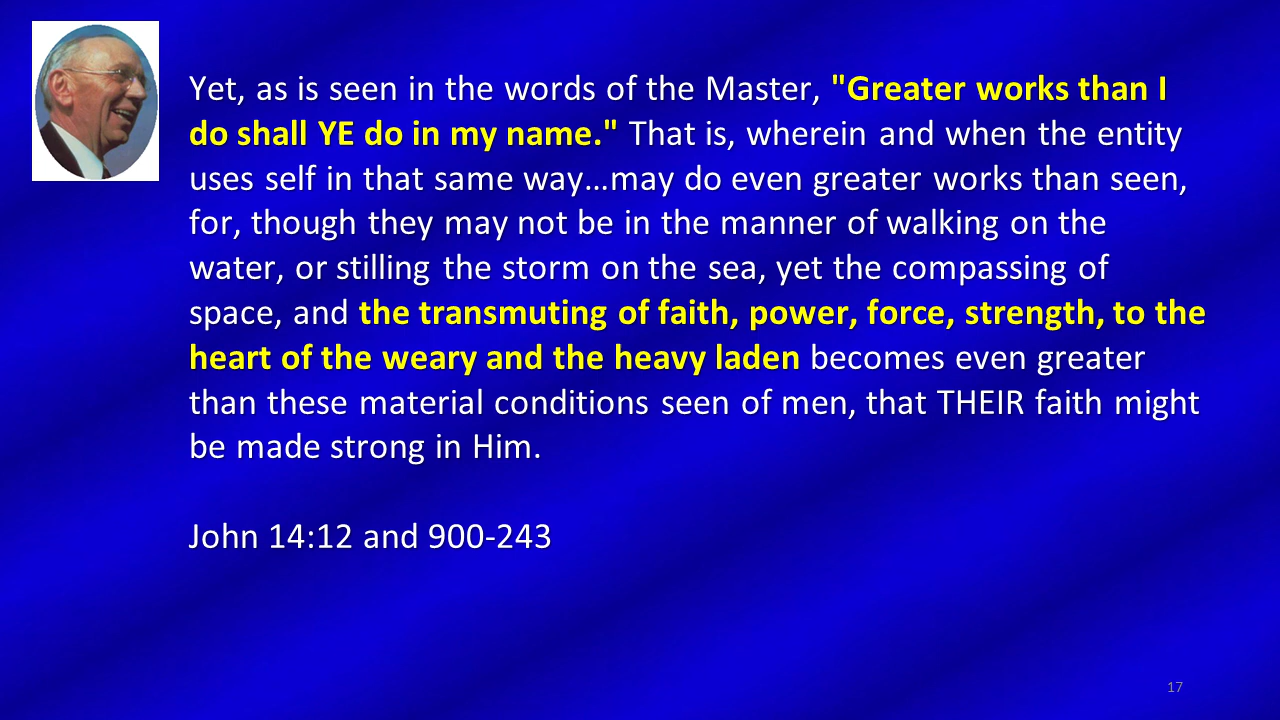 Yet, as is seen in the words of the Master, "Greater works than I
do shall YE do in my name." That is, wherein and when the entity
uses self in that same way…may do even greater works than seen,
for, though they may not be in the manner of walking on the
water, or stilling the storm on the sea, yet the compassing of
space, and the transmuting of faith, power, force, strength, to the
heart of the weary and the heavy laden becomes even greater
than these material conditions seen of men, that THEIR faith might
be made strong in Him.
John 14:12 and 900-243
17